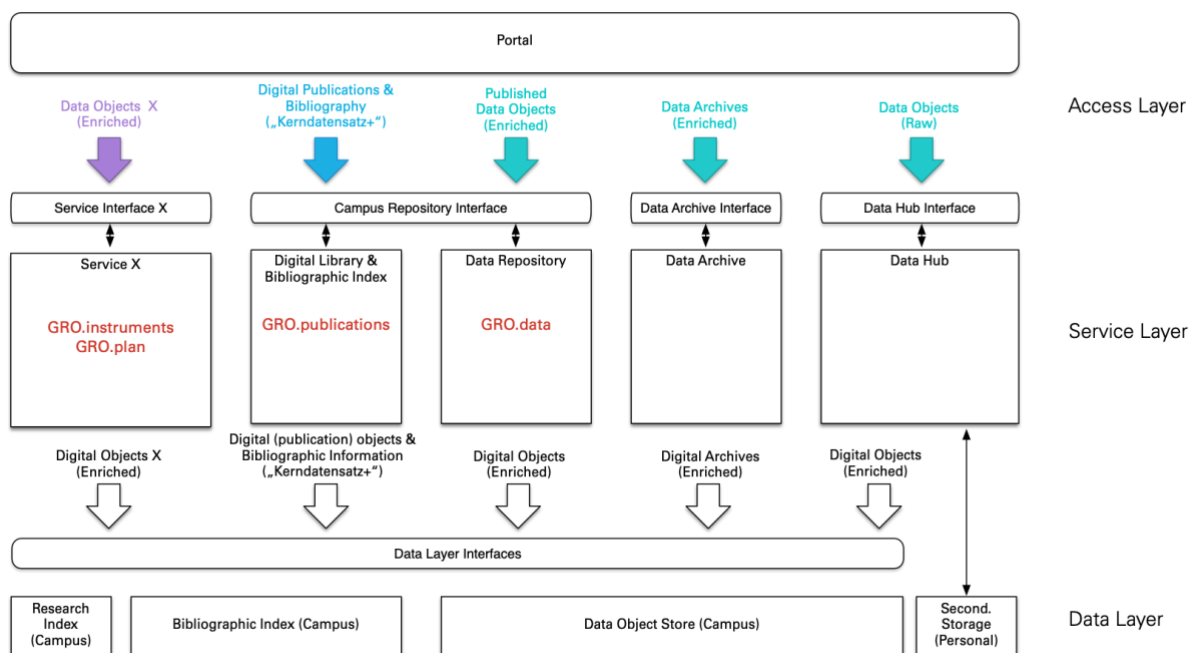 Portal
Data Objects X
(Enriched)
Digital Publications &
Bibliography
(„Kerndatensatz+“)
Published
Data Objects
(Enriched)
Data Archives
(Enriched)
Data Objects
(Raw)
Access Layer
Service Interface X
Campus Repository Interface
Data Archive Interface
Data Hub Interface
Service X
GRO.instruments
GRO.plan
Digital Library &
Bibliographic Index
GRO.publications
Data Repository
GRO.data
Data Archive
Data Hub
Service Layer
Digital Objects X
(Enriched)
Digital (publication) objects &
Bibliographic Information
(„Kerndatensatz+“)
Digital Objects
(Enriched)
Digital Archives
(Enriched)
Digital Objects
(Enriched)
Data Layer Interfaces
Research
Index
(Campus)
Bibliographic Index (Campus)
Data Object Store (Campus)
Second.
Storage
(Personal)
Data Layer